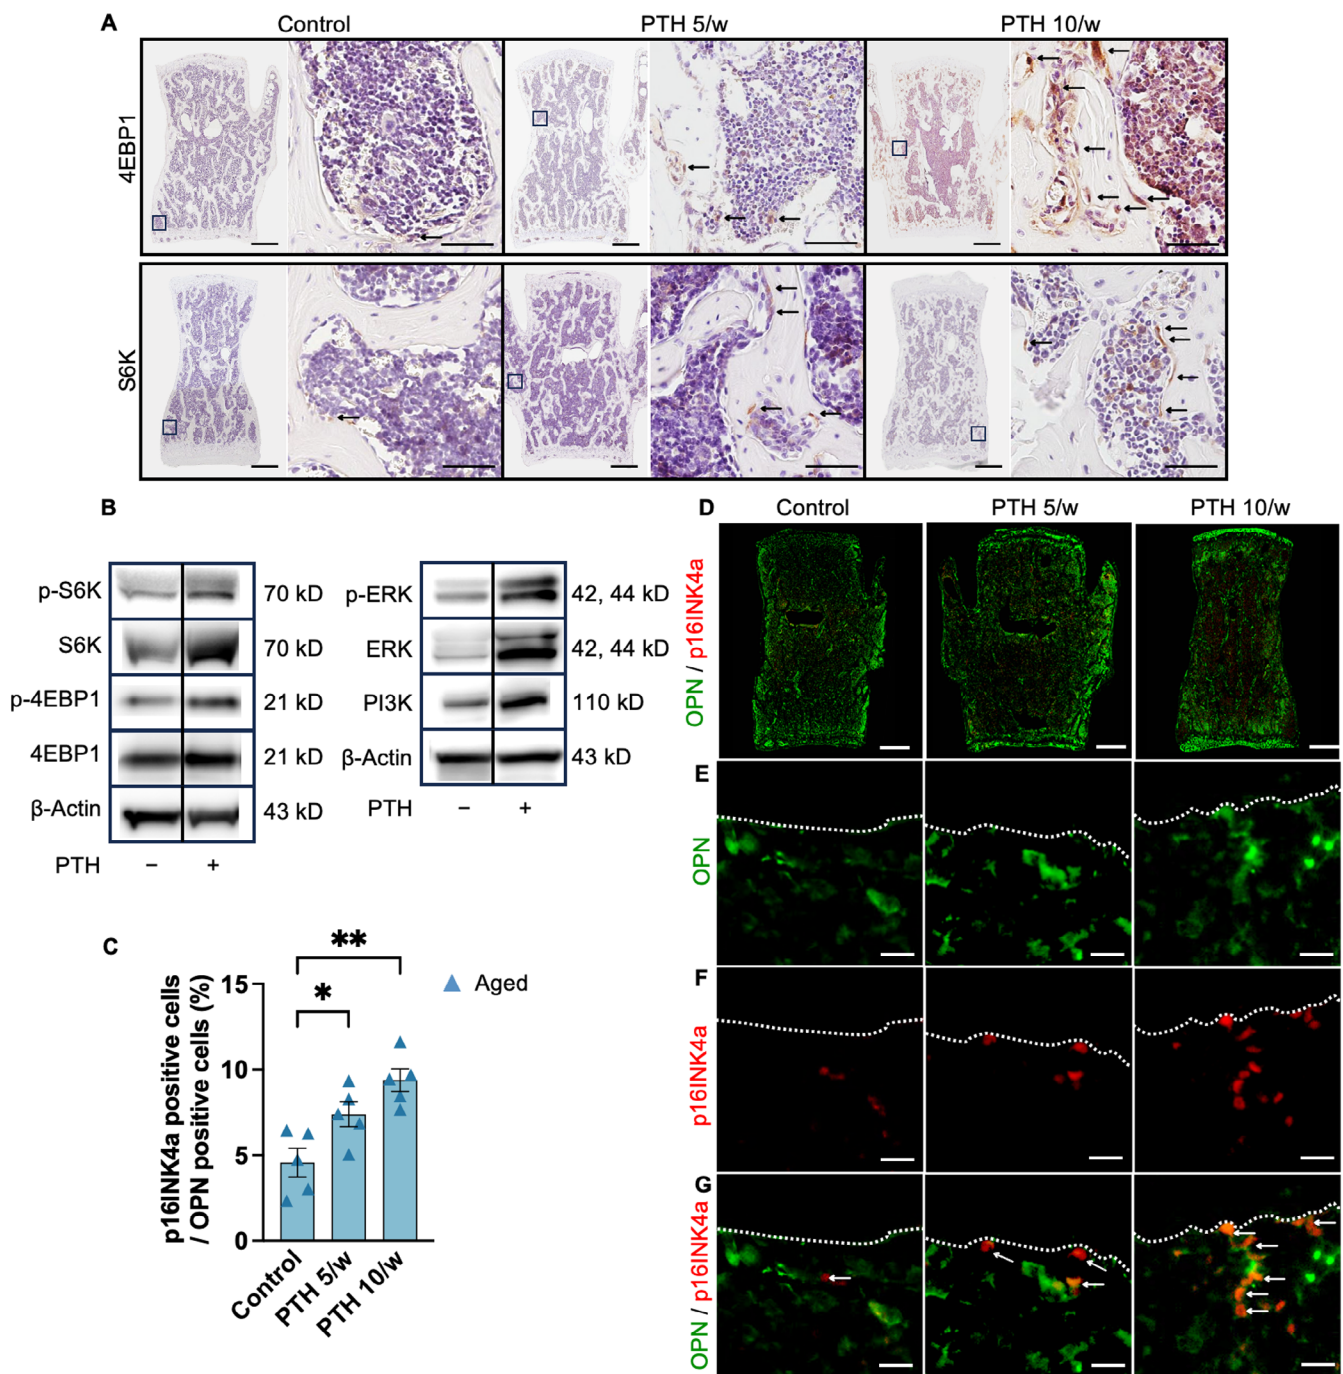 A
Control
PTH 5/w
PTH 10/w
4EBP1
S6K
B
p-S6K
70 kD
S6K
70 kD
p-4EBP1
21 kD
4EBP1
21 kD
β-Actin
43 kD
PTH
−
+
p-ERK
42, 44 kD
ERK
42, 44 kD
PI3K
110 kD
β-Actin
43 kD
PTH
−
+
C
p16INK4a positive cells
/ OPN positive cells (%)
15
10
5
0
*
**
Aged
Control
PTH 5/w
PTH 10/w
D
Control
PTH 5/w
PTH 10/w
OPN / p16INK4a
E
OPN
F
p16INK4a
G
OPN / p16INK4a